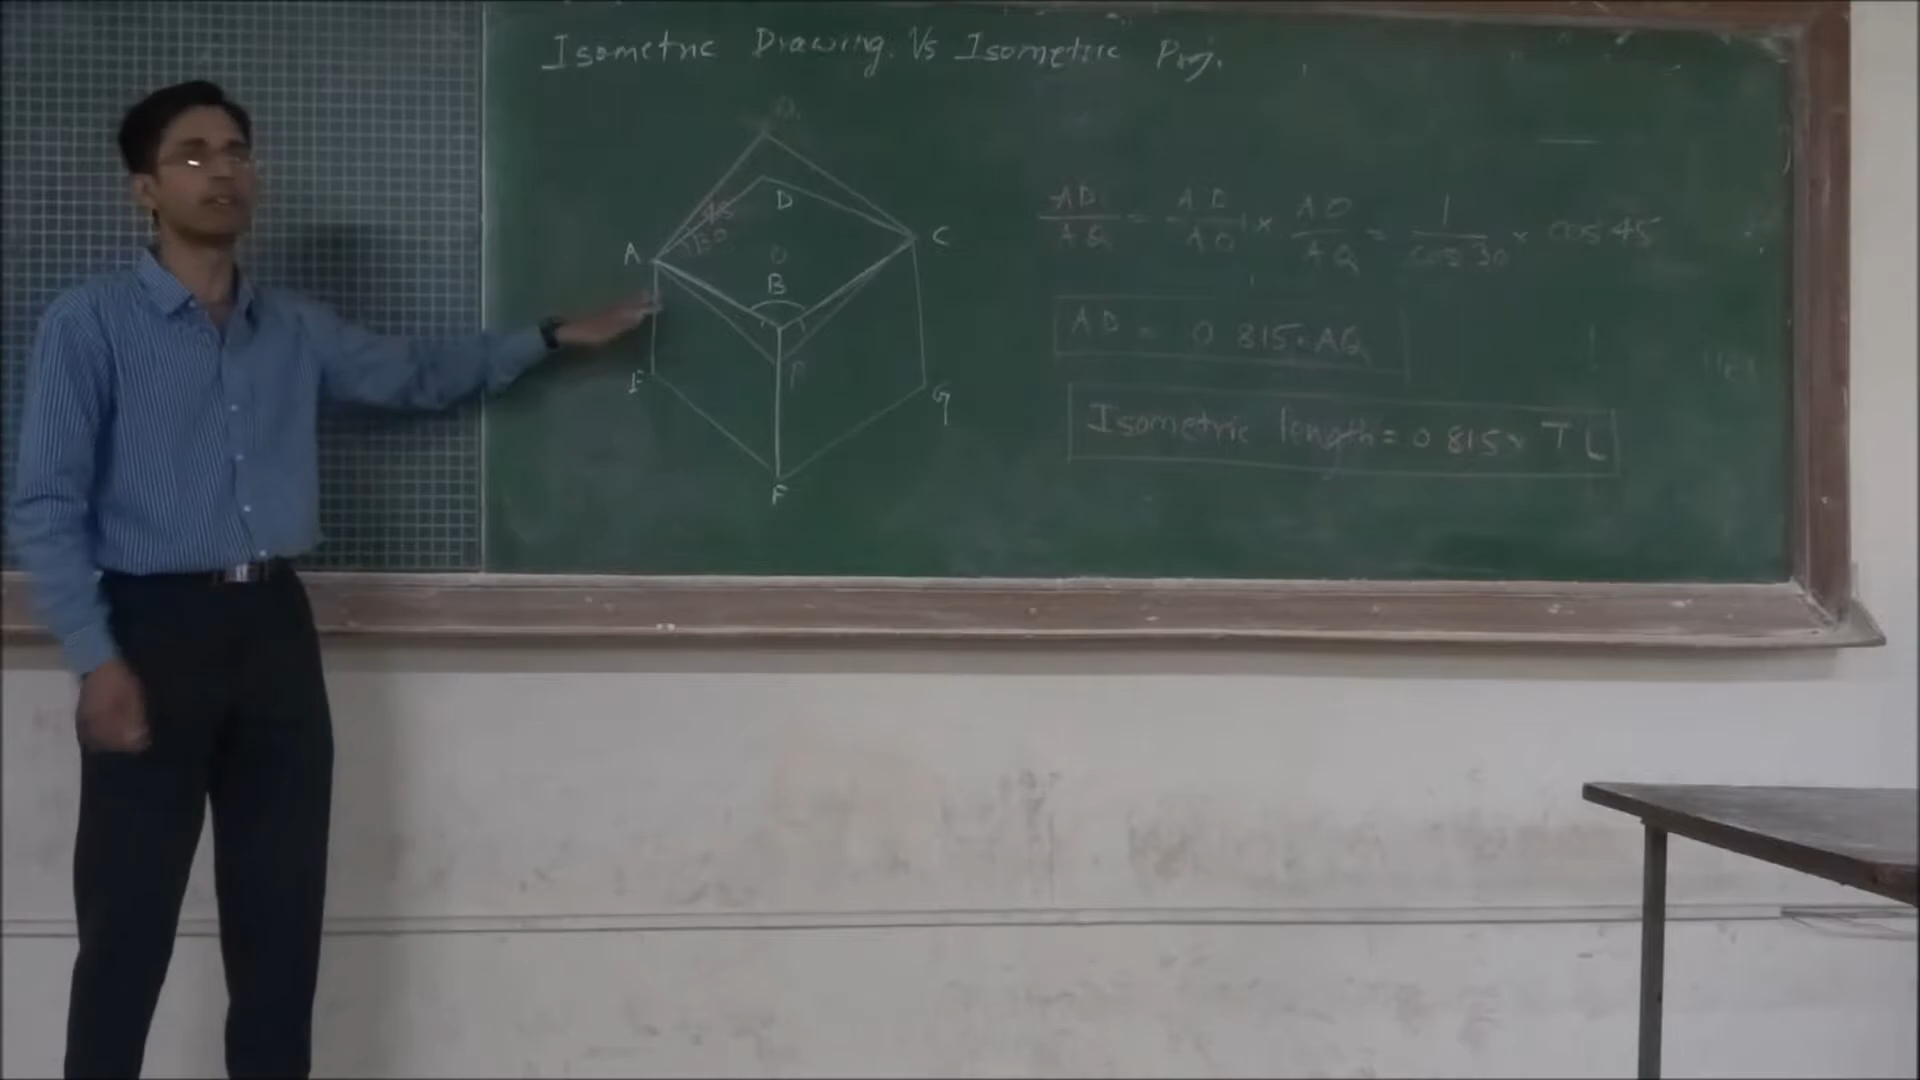 Isometric Drawing. Vs Isometric Proj.
D
45
30
A
C
O
B
P
E
G
F
AD/AQ = AD/AO × AO/AQ = 1/cos 30 × cos 45
AD = 0.815 × AQ
Isometric length = 0.815 × TL